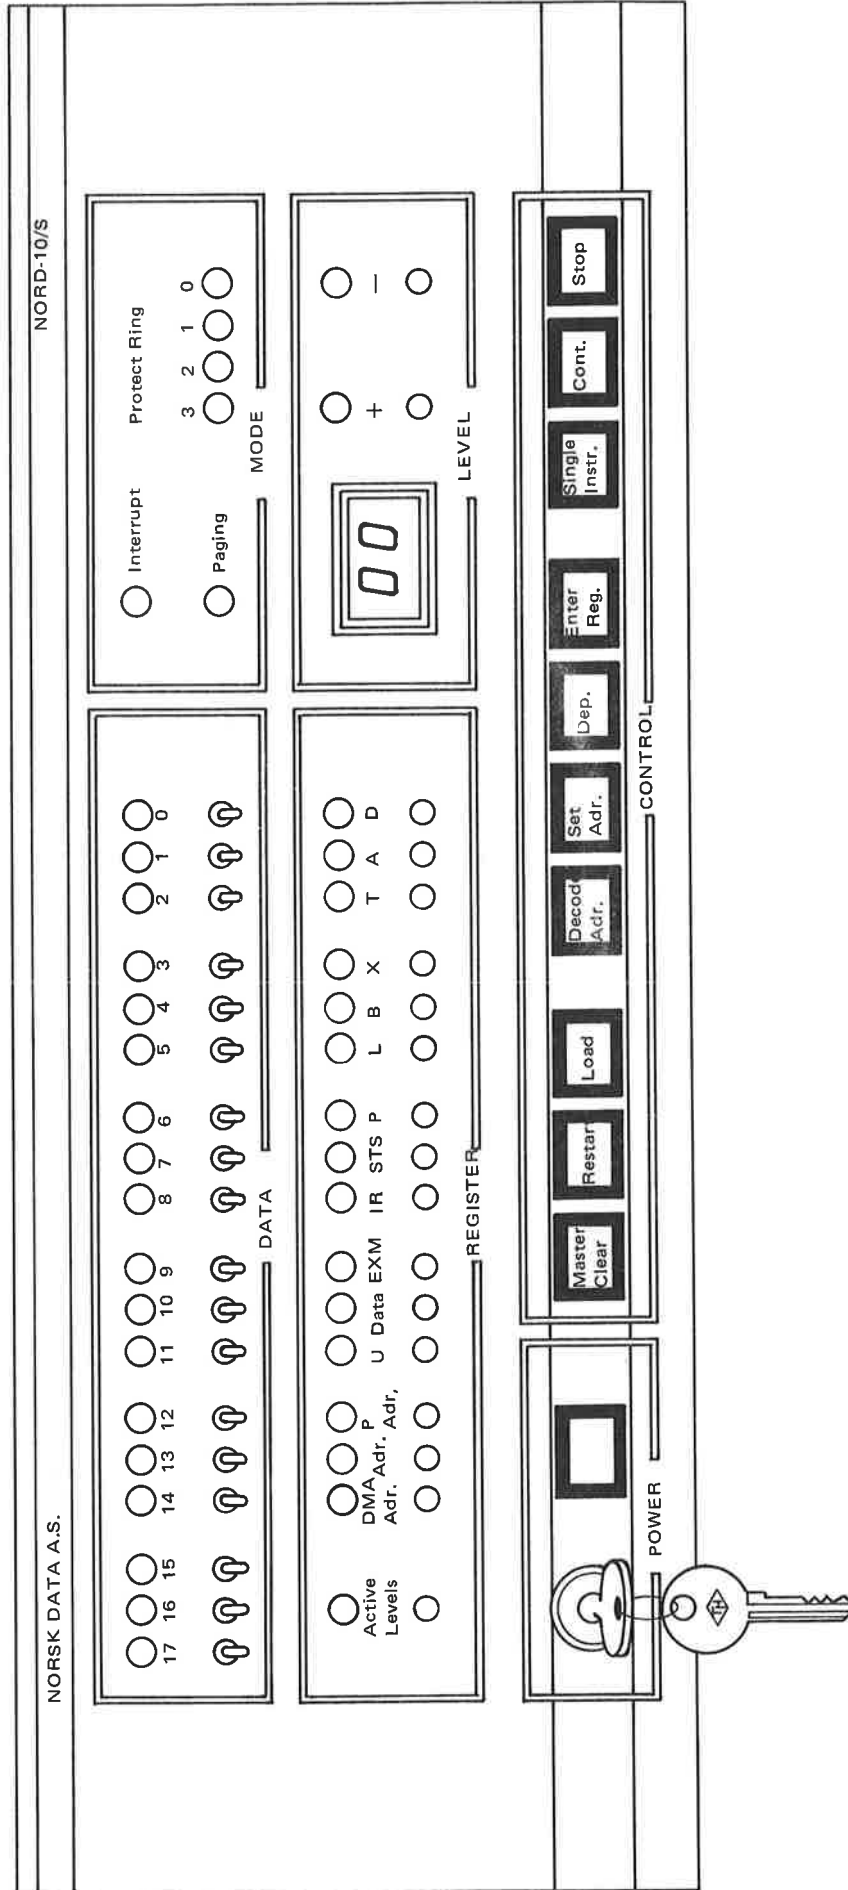 NORSK DATA A.S.
NORD-10/S
17 16 15 14 13 12 11 10 9 8 7 6 5 4 3 2 1 0
DATA
Interrupt
Protect Ring
3 2 1 0
Paging
MODE
Active
Levels
DMA
Adr.
Adr.
P
Adr,
U Data EXM IR STS P L B X T A D
REGISTER
00
+ -
LEVEL
POWER
TH
Master
Clear
Restar
Load
Decod
Adr.
Set
Adr.
Dep.
Enter
Reg.
Single
Instr.
Cont.
Stop
CONTROL